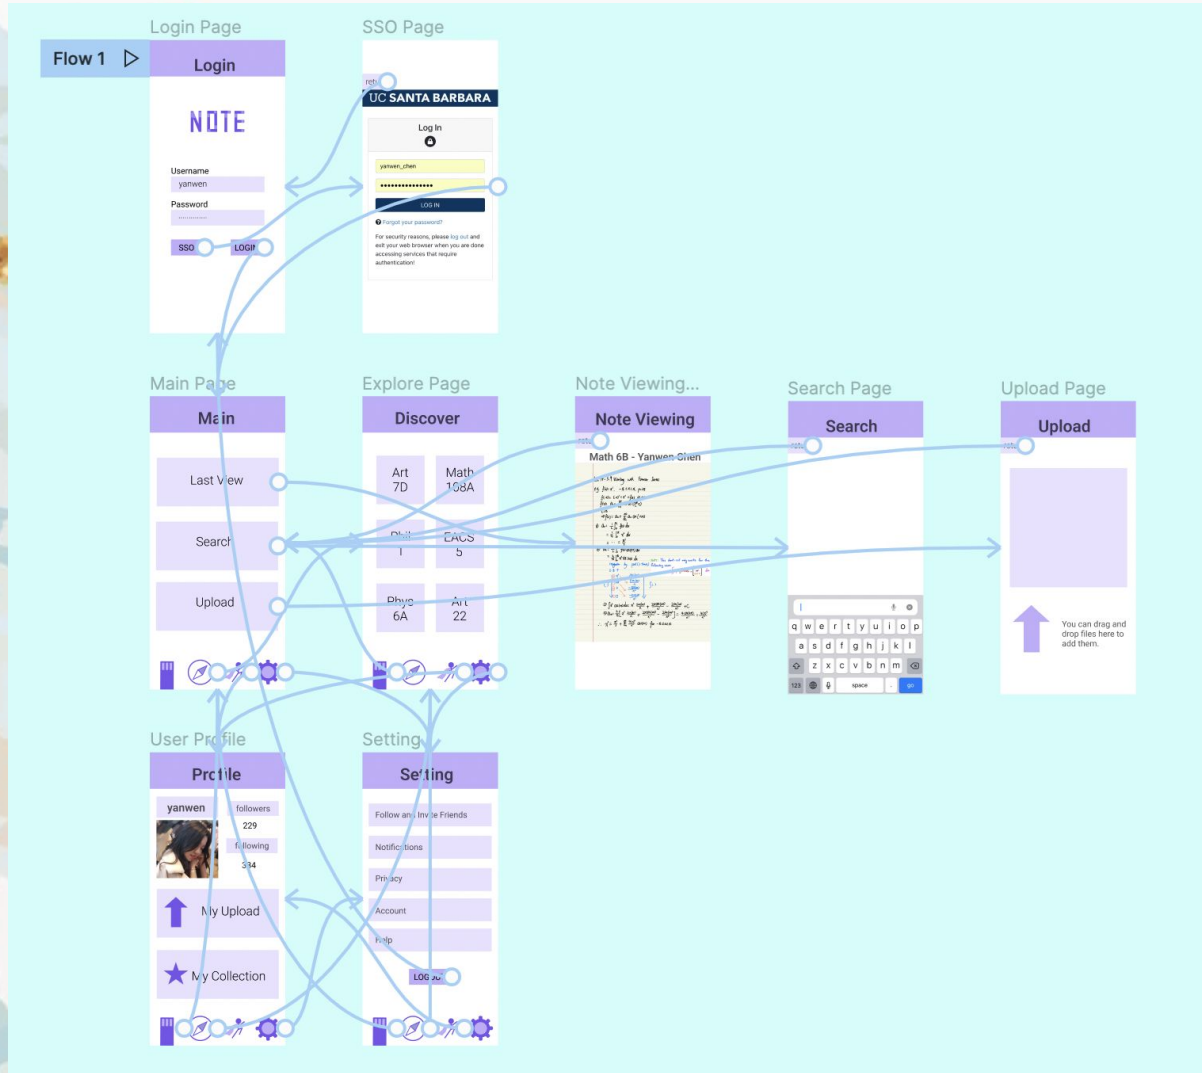 Login Page
SSO Page
Flow 1
Login
NOTE
Username
yanwen
Password
SSO
LOGIN
UC SANTA BARBARA
Log In
yanwen_chen
LOG IN
Forgot your password?
For security reasons, please log out and
exit your web browser when you are done
accessing services that require
authentication!
Main Page
Explore Page
Note Viewing...
Search Page
Upload Page
Main
Last View
Search
Upload
Discover
Art
7D
Math
108A
Phil
1
EACS
5
Phys
6A
Art
22
Note Viewing
Math 6B - Yanwen Chen
Search
q w e r t y u i o p
a s d f g h j k l
z x c v b n m
123
space
.
go
Upload
You can drag and
drop files here to
add them.
User Profile
Setting
Profile
yanwen
followers
229
following
334
My Upload
My Collection
Setting
Follow and Invite Friends
Notifications
Privacy
Account
Help
LOG OUT